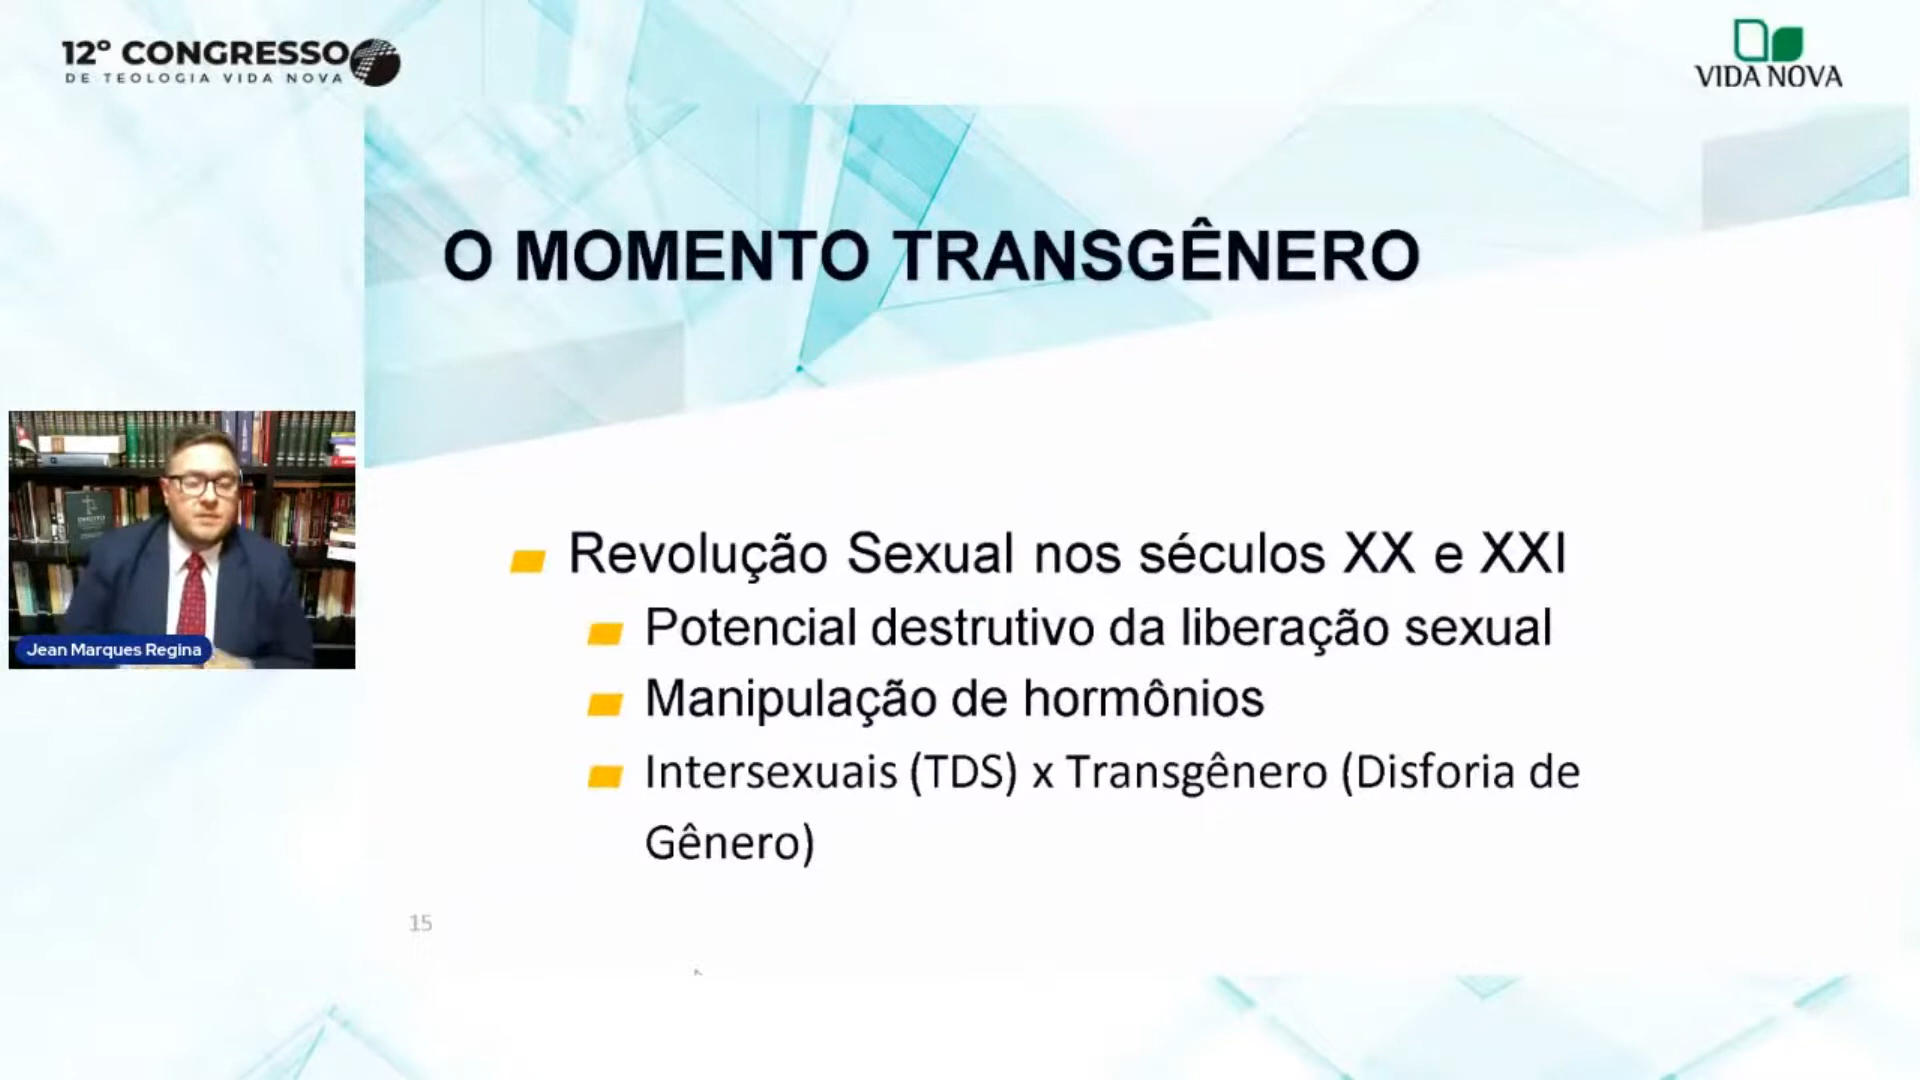 12º CONGRESSO
DE TEOLOGIA VIDA NOVA
VIDA NOVA
O MOMENTO TRANSGÊNERO
Revolução Sexual nos séculos XX e XXI
Potencial destrutivo da liberação sexual
Manipulação de hormônios
Intersexuais (TDS) x Transgênero (Disforia de
Gênero)
Jean Marques Regina
15